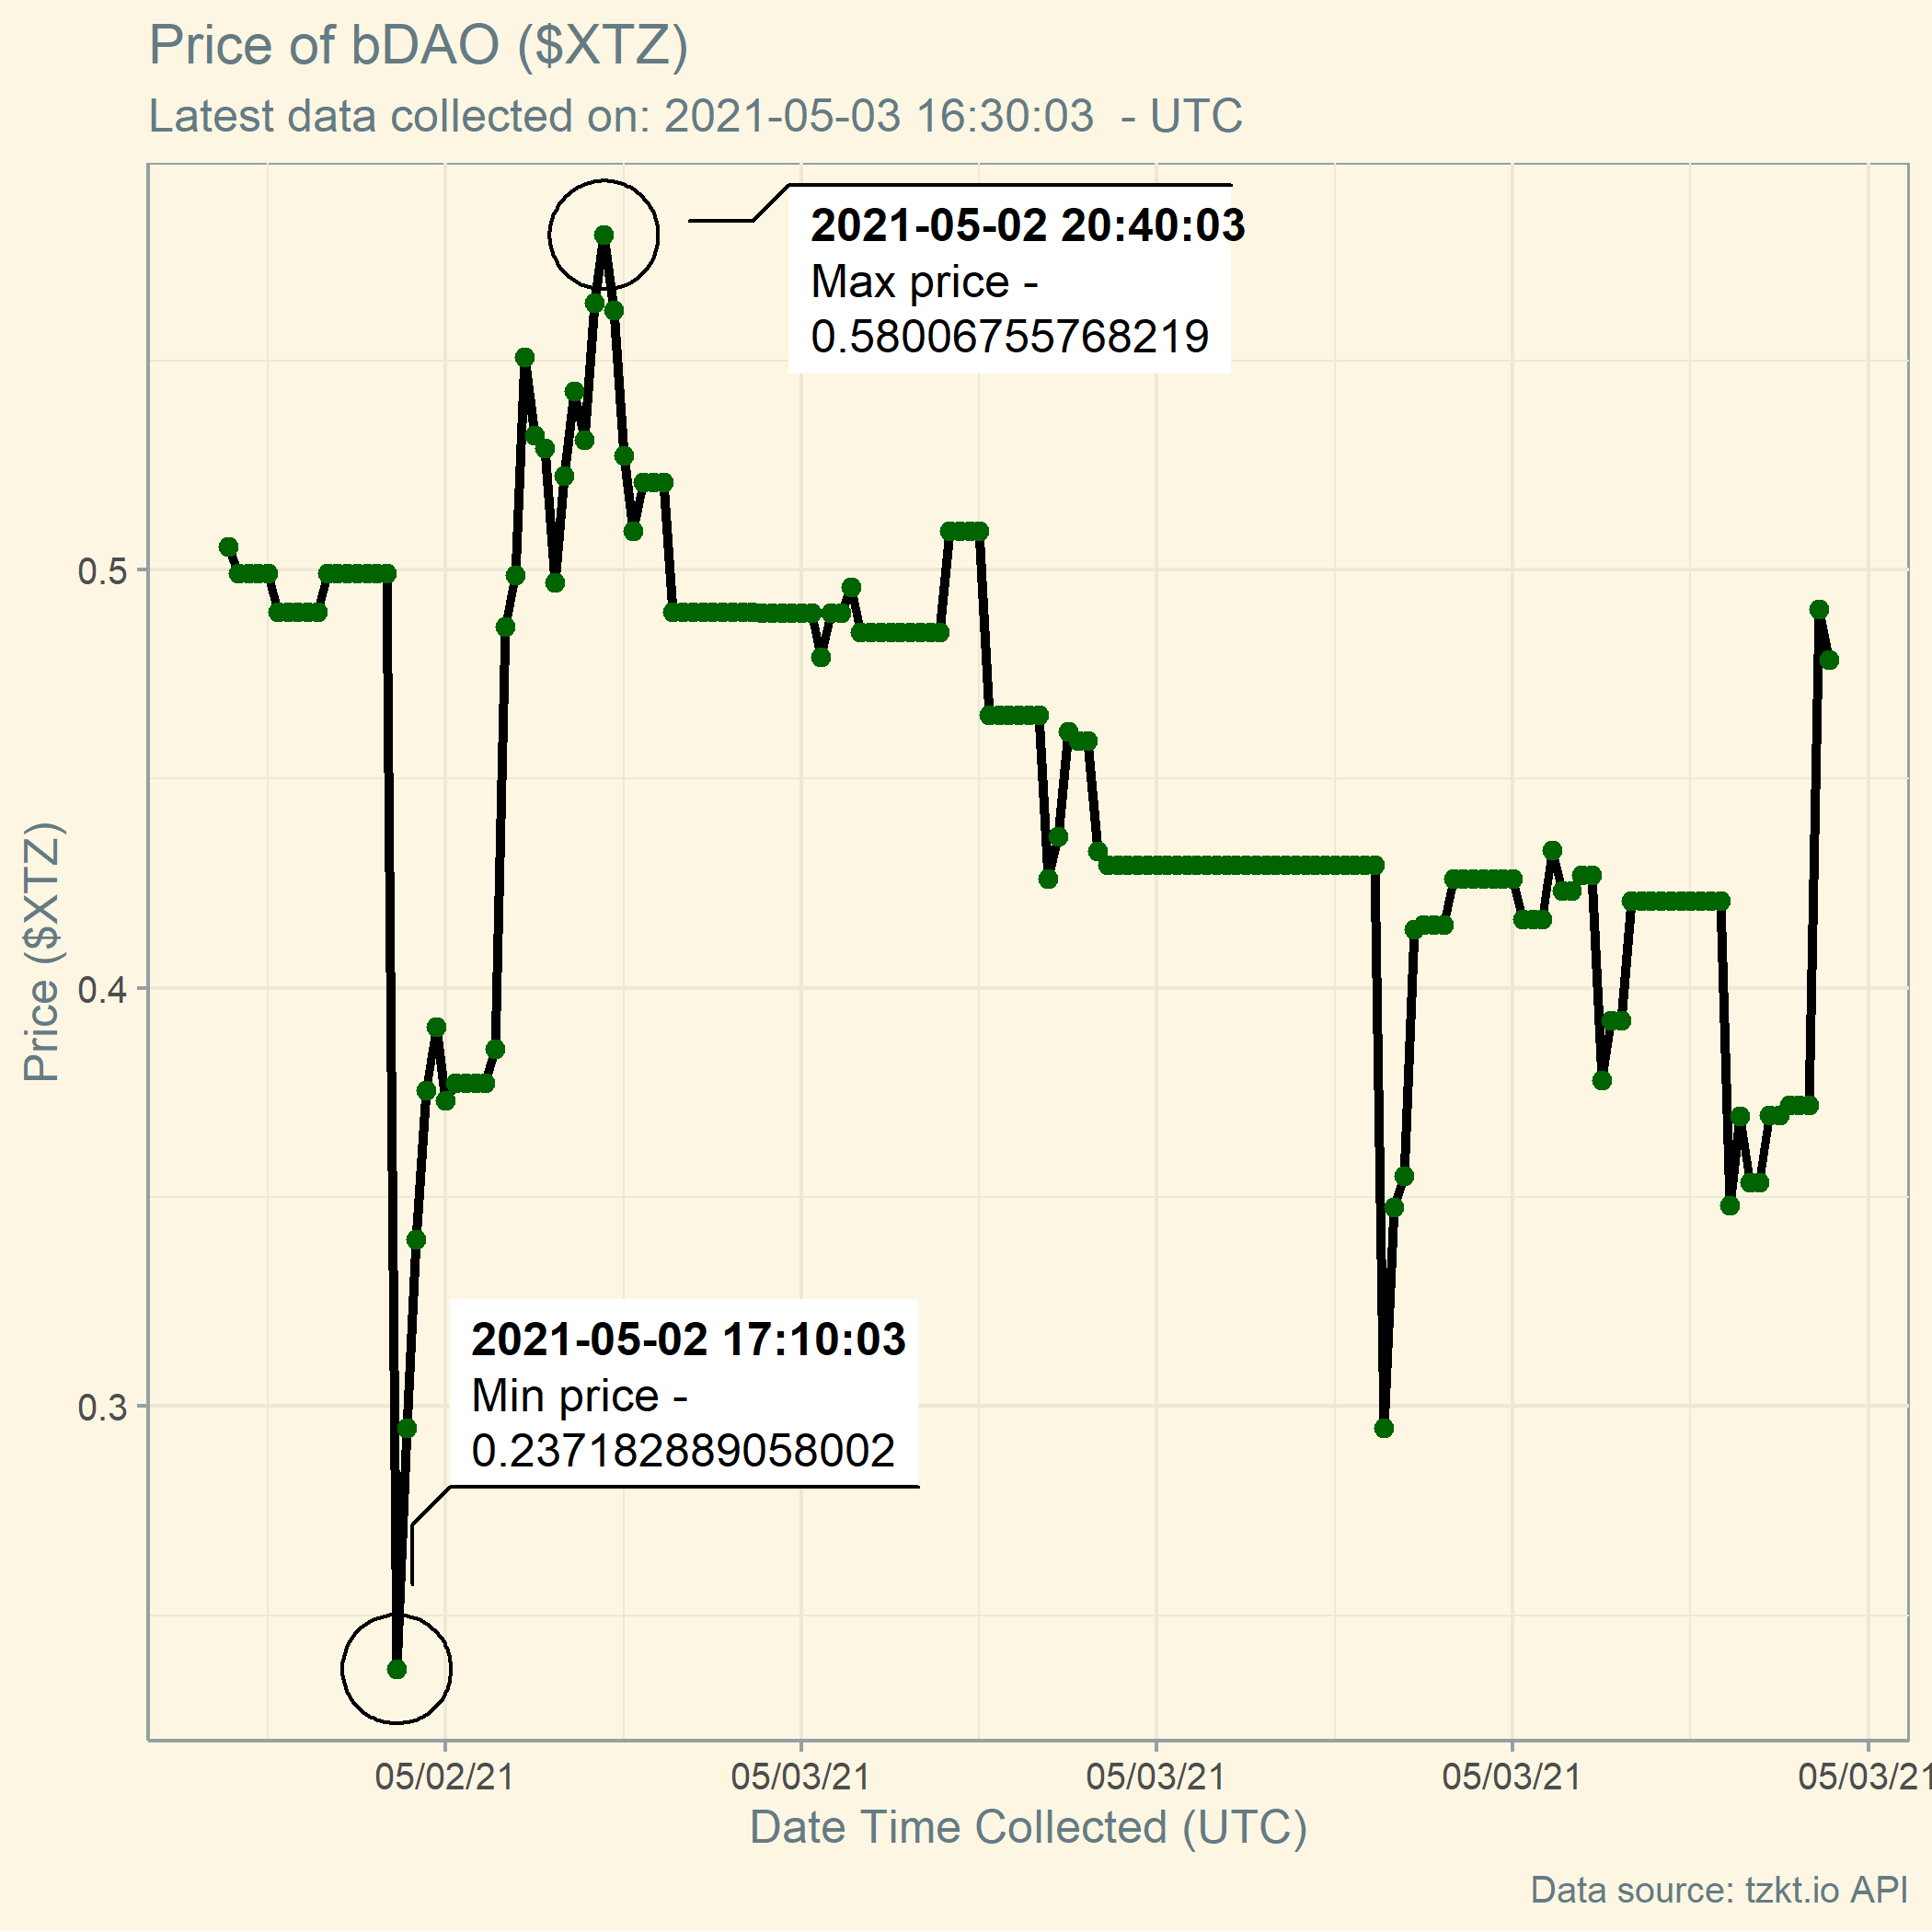 Price of bDAO ($XTZ)
Latest data collected on: 2021-05-03 16:30:03  - UTC
2021-05-02 20:40:03
Max price -
0.58006755768219
0.5
0.4
0.3
Price ($XTZ)
2021-05-02 17:10:03
Min price -
0.237182889058002
05/02/21 05/03/21 05/03/21 05/03/21 05/03/21
Date Time Collected (UTC)
Data source: tzkt.io API